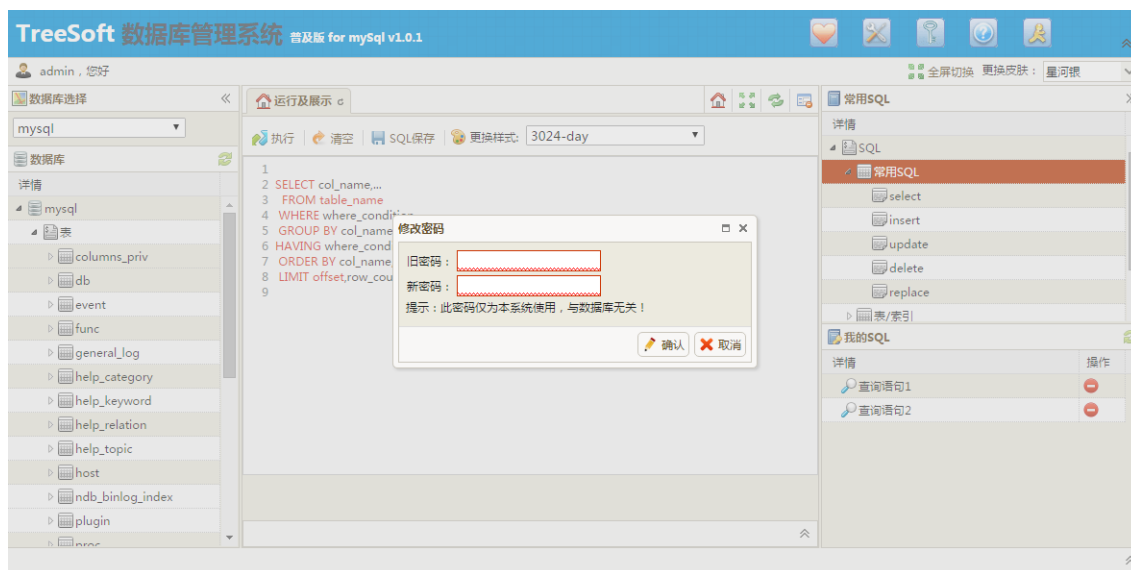 TreeSoft 数据库管理系统 普及版 for mySql v1.0.1
admin，您好
全屏切换 更换皮肤： 星河银
数据库选择
mysql
数据库
详情
mysql
表
columns_priv
db
event
func
general_log
help_category
help_keyword
help_relation
help_topic
host
ndb_binlog_index
plugin
proc
运行及展示
执行 清空 SQL保存 更换样式: 3024-day
1
2 SELECT col_name,...
3 FROM table_name
4 WHERE where_condition
5 GROUP BY col_name
6 HAVING where_cond
7 ORDER BY col_name,
8 LIMIT offset,row_cou
9
修改密码
旧密码：
新密码：
提示：此密码仅为本系统使用，与数据库无关！
确认 取消
常用SQL
详情
SQL
常用SQL
select
insert
update
delete
replace
表/索引
我的SQL
详情 操作
查询语句1
查询语句2